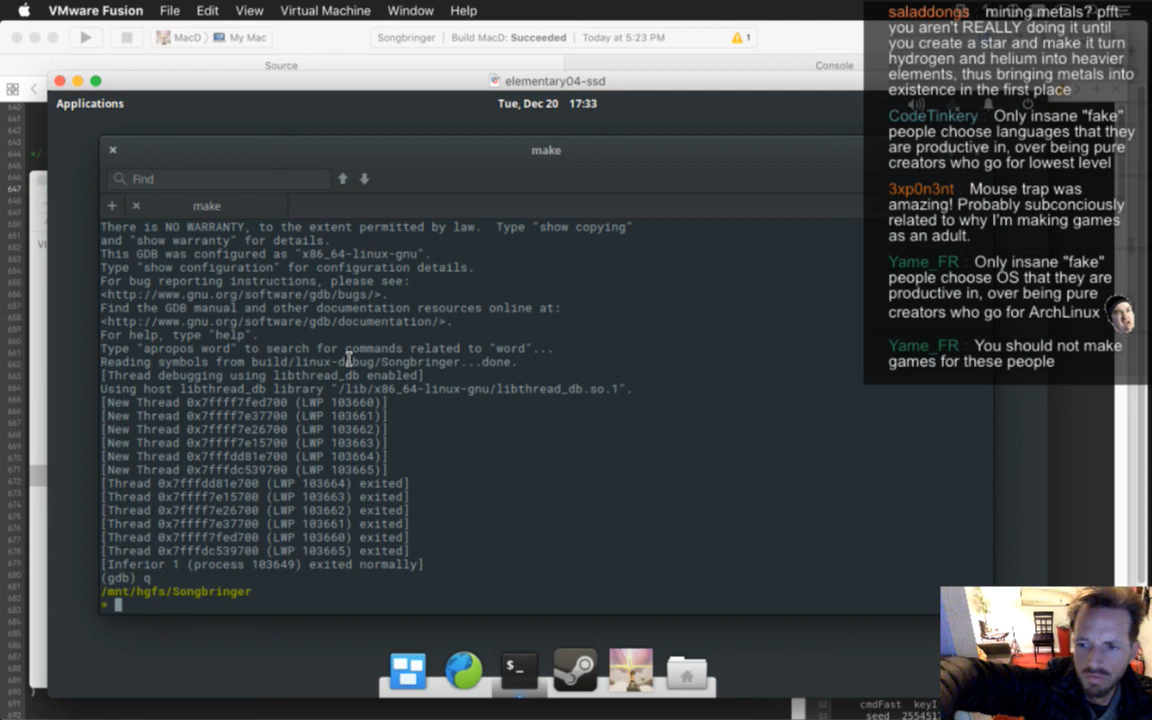 VMware Fusion File Edit View Virtual Machine Window Help
MacD My Mac
Songbringer Build MacD: Succeeded Today at 5:23 PM 1
Source Console
elementary04-ssd
Applications Tue, Dec 20 17:33
make
Find
make
There is NO WARRANTY, to the extent permitted by law. Type "show copying"
and "show warranty" for details.
This GDB was configured as "x86_64-linux-gnu".
Type "show configuration" for configuration details.
For bug reporting instructions, please see:
<http://www.gnu.org/software/gdb/bugs/>.
Find the GDB manual and other documentation resources online at:
<http://www.gnu.org/software/gdb/documentation/>.
For help, type "help".
Type "apropos word" to search for commands related to "word"...
Reading symbols from build/linux-debug/Songbringer...done.
[Thread debugging using libthread_db enabled]
Using host libthread_db library "/lib/x86_64-linux-gnu/libthread_db.so.1".
[New Thread 0x7ffff7fed700 (LWP 103660)]
[New Thread 0x7ffff7e37700 (LWP 103661)]
[New Thread 0x7ffff7e26700 (LWP 103662)]
[New Thread 0x7ffff7e15700 (LWP 103663)]
[New Thread 0x7fffdd81e700 (LWP 103664)]
[New Thread 0x7fffdc539700 (LWP 103665)]
[Thread 0x7fffdd81e700 (LWP 103664) exited]
[Thread 0x7ffff7e15700 (LWP 103663) exited]
[Thread 0x7ffff7e26700 (LWP 103662) exited]
[Thread 0x7ffff7e37700 (LWP 103661) exited]
[Thread 0x7ffff7fed700 (LWP 103660) exited]
[Thread 0x7fffdc539700 (LWP 103665) exited]
[Inferior 1 (process 103649) exited normally]
(gdb) q
/mnt/hgfs/Songbringer
*
saladdongs mining metals? pfft.
you aren't REALLY doing it until
you create a star and make it turn
hydrogen and helium into heavier
elements, thus bringing metals into
existence in the first place
CodeTinkery : Only insane "fake"
people choose languages that they
are productive in, over being pure
creators who go for lowest level
3xp0n3nt : Mouse trap was
amazing! Probably subconciously
related to why I'm making games
as an adult.
Yame_FR : Only insane "fake"
people choose OS that they are
productive in, over being pure
creators who go for ArchLinux
Yame_FR : You should not make
games for these people
cmdFast keyI
seed 255451